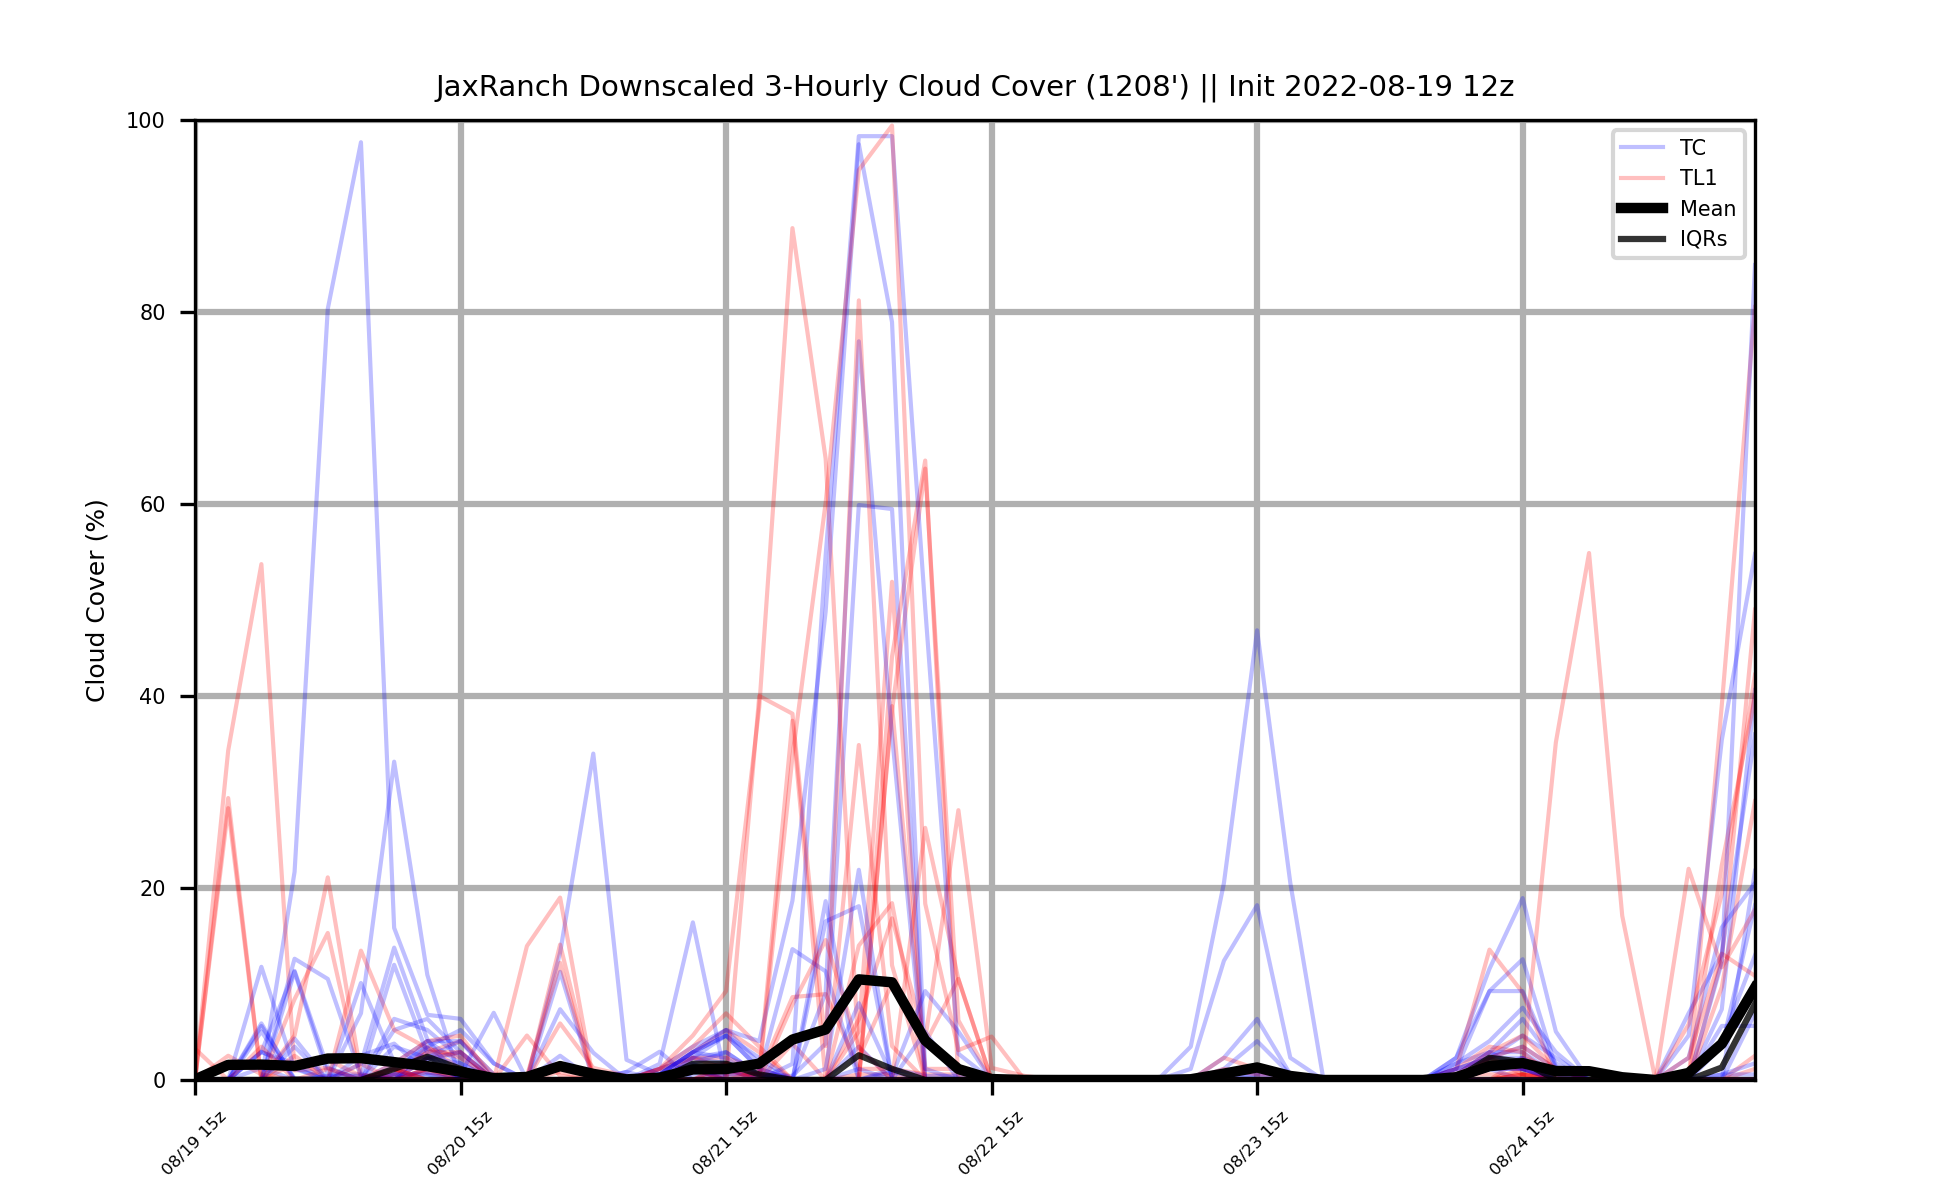 JaxRanch Downscaled 3-Hourly Cloud Cover (1208') || Init 2022-08-19 12z
100
80
60
40
20
0
Cloud Cover (%)
TC
TL1
Mean
IQRs
08/19 15z
08/20 15z
08/21 15z
08/22 15z
08/23 15z
08/24 15z